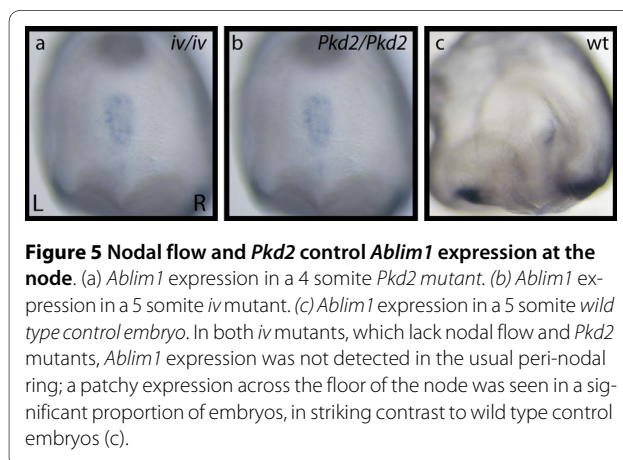 a iv/iv
b Pkd2/Pkd2
c wt
L R
Figure 5 Nodal flow and Pkd2 control Ablim1 expression at the
node. (a) Ablim1 expression in a 4 somite Pkd2 mutant. (b) Ablim1 ex-
pression in a 5 somite iv mutant. (c) Ablim1 expression in a 5 somite wild
type control embryo. In both iv mutants, which lack nodal flow and Pkd2
mutants, Ablim1 expression was not detected in the usual peri-nodal
ring; a patchy expression across the floor of the node was seen in a sig-
nificant proportion of embryos, in striking contrast to wild type control
embryos (c).